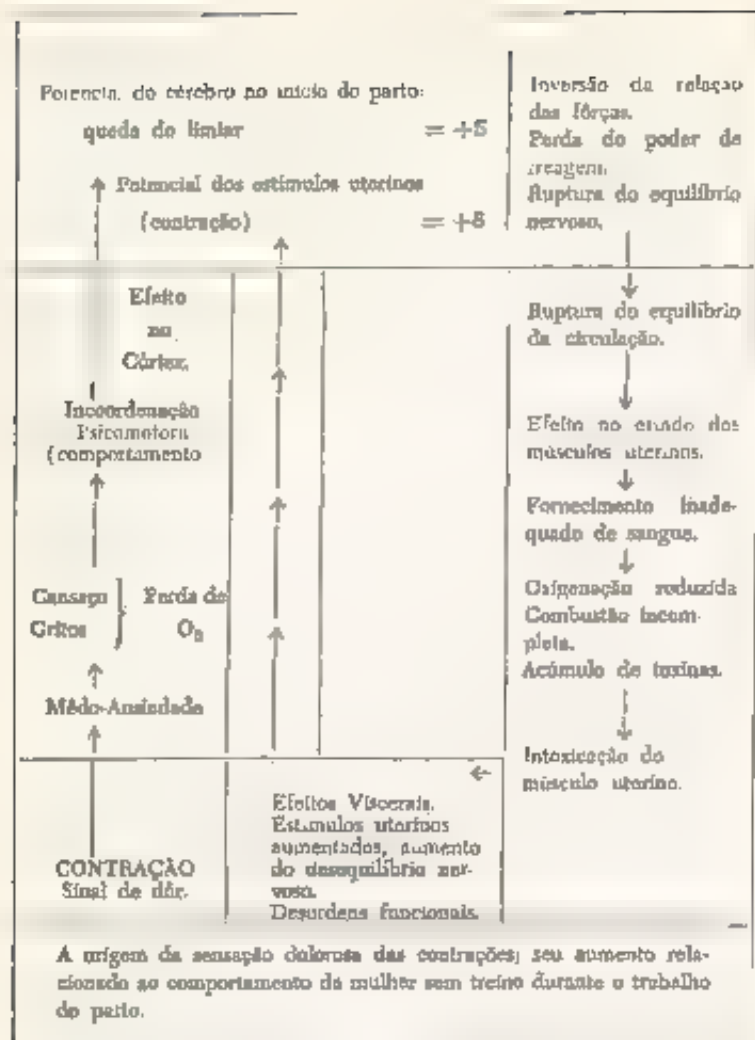 Potencial do cérebro no início do parto:
queda do limiar = +5
Potencial dos estímulos uterinos
(contração) = +8
Inversão da relação
das fôrças.
Perda do poder de
reagem.
Ruptura do equilíbrio
nervoso.
Efeito
no
Córtex.
Incoordenação
Psicomotora
(comportamento
Cansaço
Gritos
Perda de
O₂
Mêdo-Ansiedade
CONTRAÇÃO
Sinal de dôr.
Ruptura do equilíbrio
da circulação.
Efeito no estado dos
músculos uterinos.
Fornecimento inade-
quado de sangue.
Oxigenação reduzida
Combustão incom-
pleta.
Acúmulo de toxinas.
Intoxicação do
músculo uterino.
Efeitos Viscerais.
Estímulos uterinos
aumentados, aumento
do desequilíbrio ner-
voso.
Desordens funcionais.
A origem da sensação dolorosa das contrações; seu aumento rela-
cionado ao comportamento da mulher sem treino durante o trabalho
do parto.